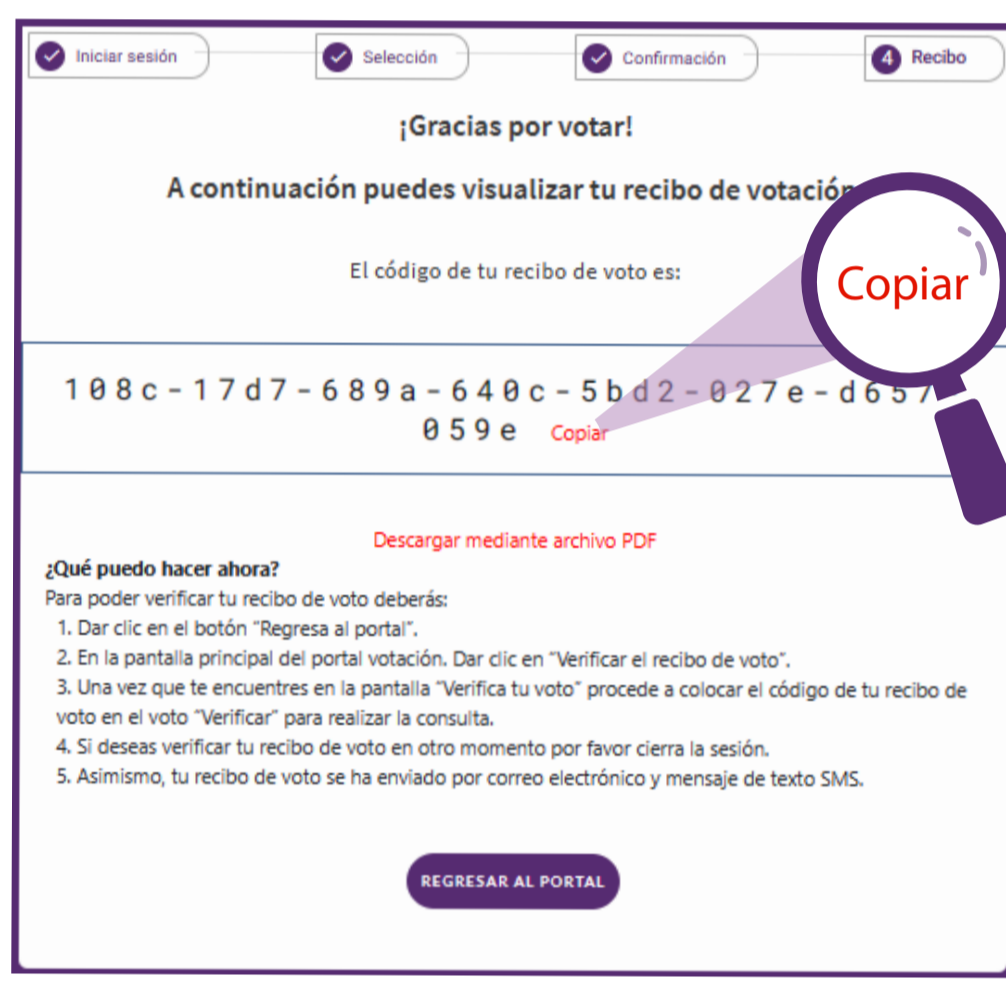 Iniciar sesión
Selección
Confirmación
4 Recibo
¡Gracias por votar!
A continuación puedes visualizar tu recibo de votación
El código de tu recibo de voto es:
Copiar
108c-17d7-689a-640c-5bd2-027e-d657
059e Copiar
Descargar mediante archivo PDF
¿Qué puedo hacer ahora?
Para poder verificar tu recibo de voto deberás:
1. Dar clic en el botón “Regresa al portal”.
2. En la pantalla principal del portal votación. Dar clic en “Verificar el recibo de voto”.
3. Una vez que te encuentres en la pantalla “Verifica tu voto” procede a colocar el código de tu recibo de
voto en el voto “Verificar” para realizar la consulta.
4. Si deseas verificar tu recibo de voto en otro momento por favor cierra la sesión.
5. Asimismo, tu recibo de voto se ha enviado por correo electrónico y mensaje de texto SMS.
REGRESAR AL PORTAL